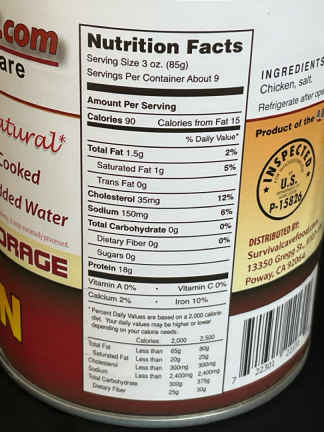 .com
are
atural*
Cooked
dded Water
ORAGE
N
Nutrition Facts
Serving Size 3 oz. (85g)
Servings Per Container About 9
Amount Per Serving
Calories 90 Calories from Fat 15
% Daily Value*
Total Fat 1.5g 2%
Saturated Fat 1g 5%
Trans Fat 0g
Cholesterol 35mg 12%
Sodium 150mg 6%
Total Carbohydrate 0g 0%
Dietary Fiber 0g 0%
Sugars 0g
Protein 18g
Vitamin A 0% • Vitamin C 0%
Calcium 2% • Iron 10%
*Percent Daily Values are based on a 2,000 calorie
diet. Your daily values may be higher or lower
depending on your calorie needs:
Calories 2,000 2,500
Total Fat Less than 65g 80g
Saturated Fat Less than 20g 25g
Cholesterol Less than 300mg 300mg
Sodium Less than 2,400mg 2,400mg
Total Carbohydrate 300g 375g
Dietary Fiber 25g 30g
INGREDIENTS
Chicken, salt.
Refrigerate after ope
Product of the
INSPECTED
U.S.
P-15826
DISTRIBUTED BY:
Survivalcavefood.com
13350 Gregg St.
Poway, CA 92064
7 22301